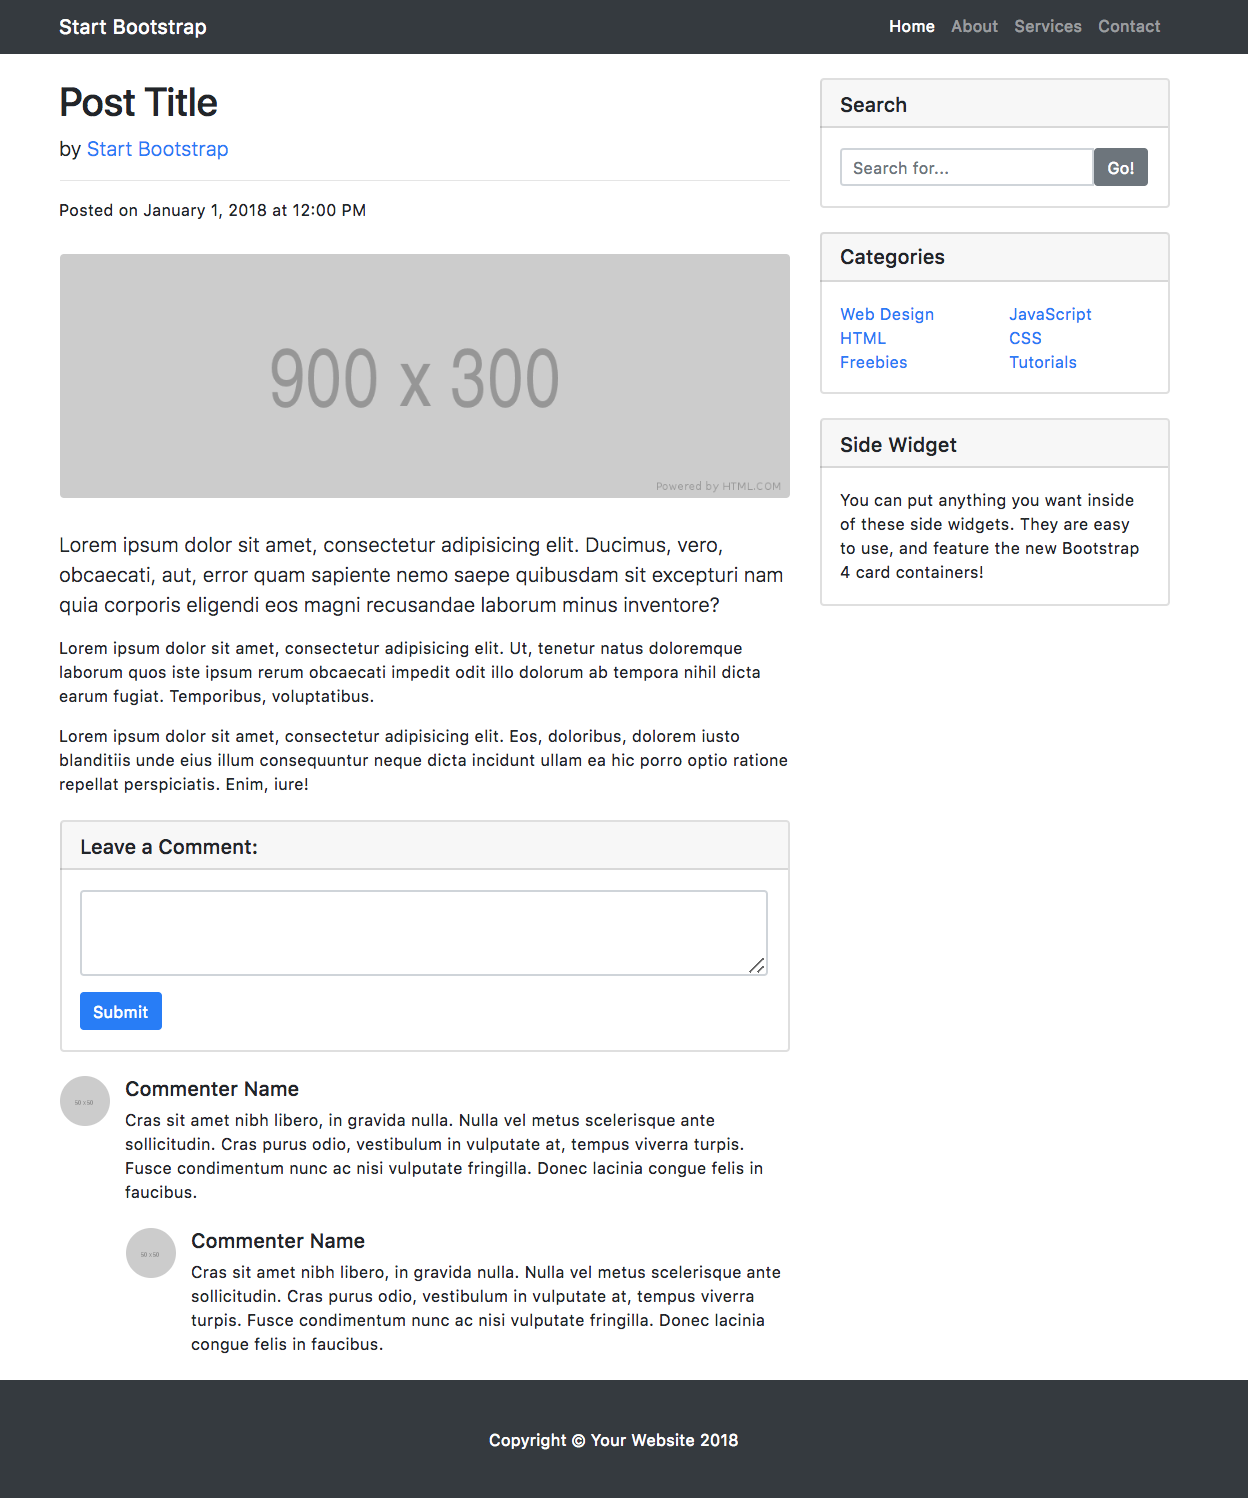 Start Bootstrap
Home About Services Contact
Post Title
by Start Bootstrap
Posted on January 1, 2018 at 12:00 PM
900 x 300
Powered by HTML.COM
Lorem ipsum dolor sit amet, consectetur adipisicing elit. Ducimus, vero,
obcaecati, aut, error quam sapiente nemo saepe quibusdam sit excepturi nam
quia corporis eligendi eos magni recusandae laborum minus inventore?
Lorem ipsum dolor sit amet, consectetur adipisicing elit. Ut, tenetur natus doloremque
laborum quos iste ipsum rerum obcaecati impedit odit illo dolorum ab tempora nihil dicta
earum fugiat. Temporibus, voluptatibus.
Lorem ipsum dolor sit amet, consectetur adipisicing elit. Eos, doloribus, dolorem iusto
blanditiis unde eius illum consequuntur neque dicta incidunt ullam ea hic porro optio ratione
repellat perspiciatis. Enim, iure!
Leave a Comment:
Submit
50 x 50
Commenter Name
Cras sit amet nibh libero, in gravida nulla. Nulla vel metus scelerisque ante
sollicitudin. Cras purus odio, vestibulum in vulputate at, tempus viverra turpis.
Fusce condimentum nunc ac nisi vulputate fringilla. Donec lacinia congue felis in
faucibus.
50 x 50
Commenter Name
Cras sit amet nibh libero, in gravida nulla. Nulla vel metus scelerisque ante
sollicitudin. Cras purus odio, vestibulum in vulputate at, tempus viverra
turpis. Fusce condimentum nunc ac nisi vulputate fringilla. Donec lacinia
congue felis in faucibus.
Search
Search for...
Go!
Categories
Web Design
HTML
Freebies
JavaScript
CSS
Tutorials
Side Widget
You can put anything you want inside
of these side widgets. They are easy
to use, and feature the new Bootstrap
4 card containers!
Copyright © Your Website 2018